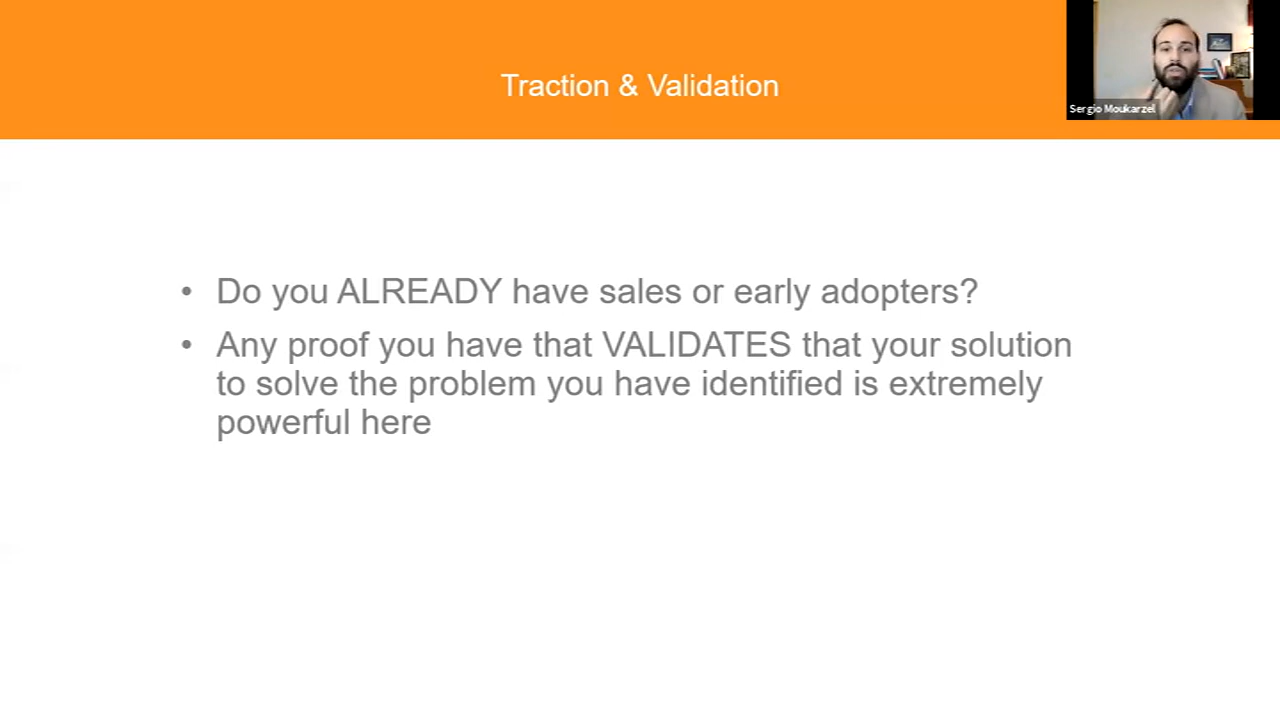 Traction & Validation
Sergio Moukarzel
• Do you ALREADY have sales or early adopters?
• Any proof you have that VALIDATES that your solution
to solve the problem you have identified is extremely
powerful here